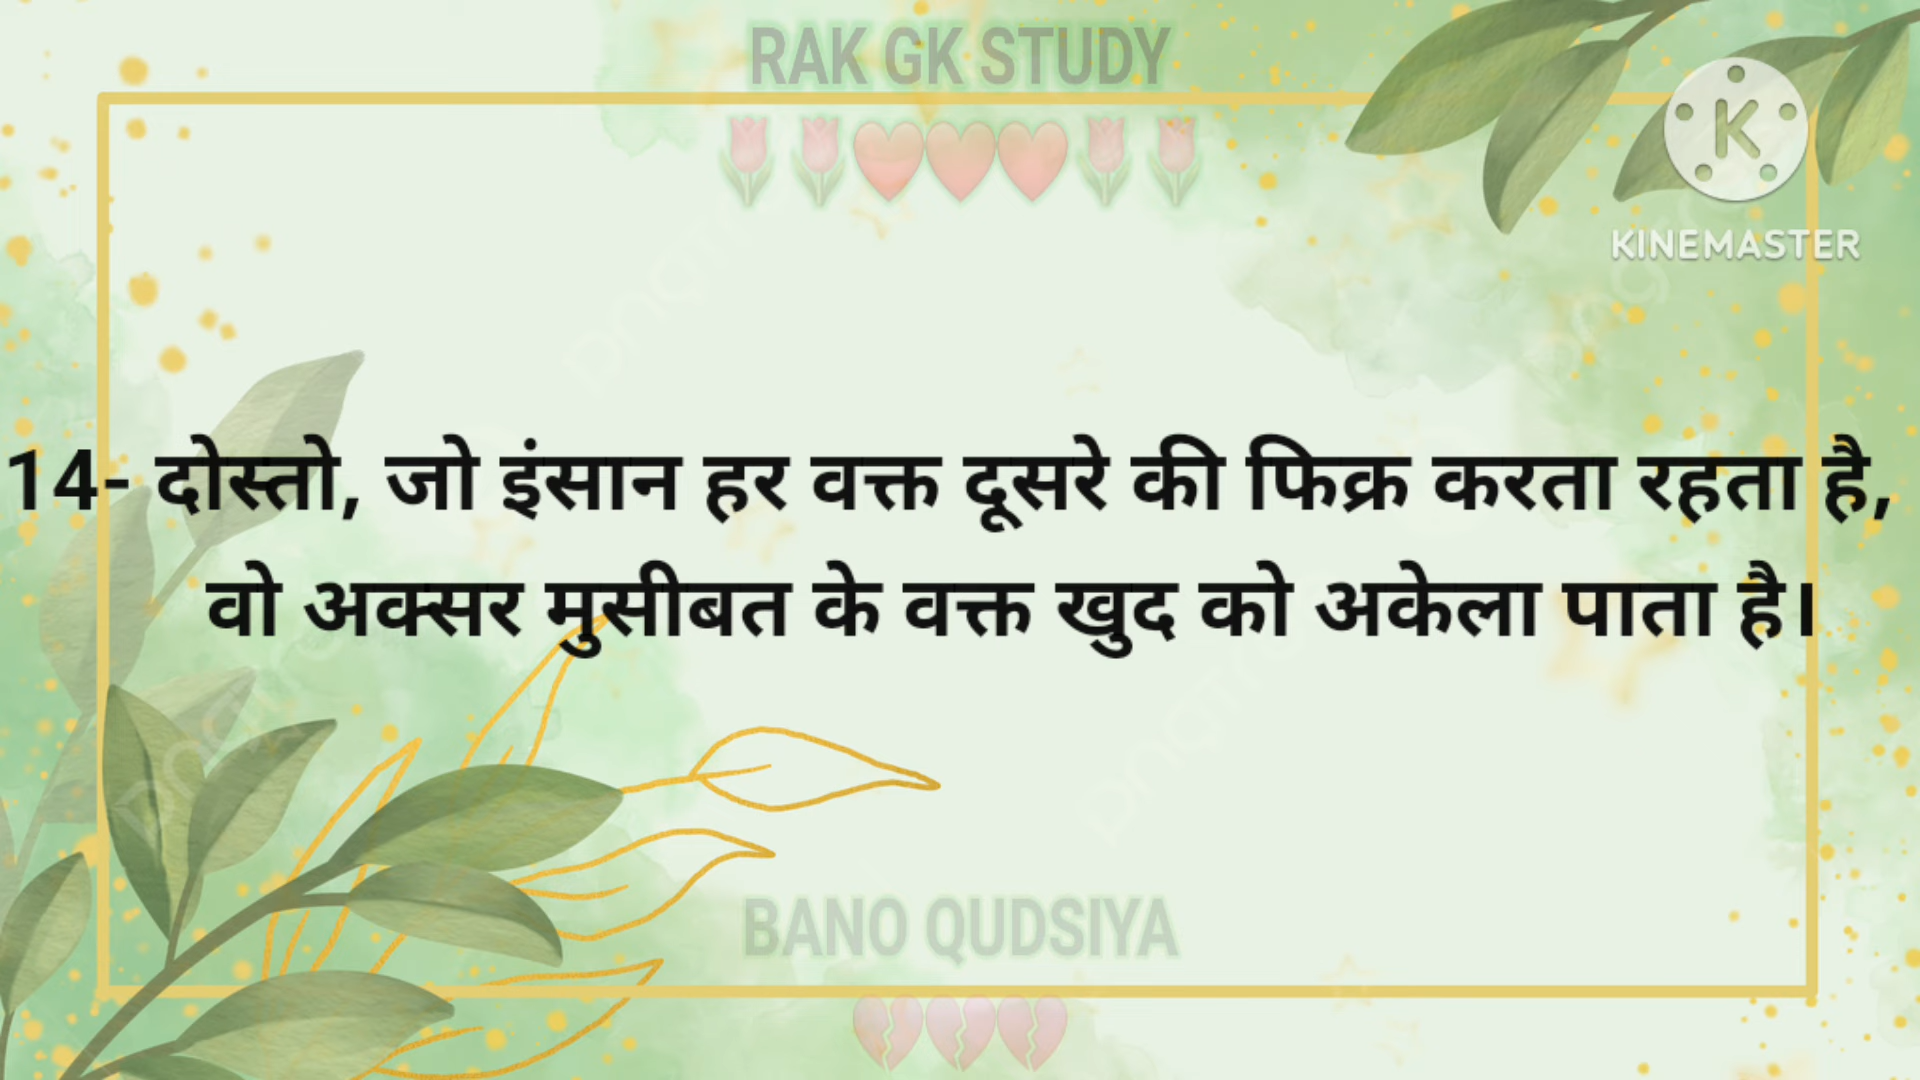 RAK GK STUDY
🌷🌷❤️❤️❤️🌷🌷
K
KINEMASTER
14- दोस्तो, जो इंसान हर वक्त दूसरे की फिक्र करता रहता है,
वो अक्सर मुसीबत के वक्त खुद को अकेला पाता है।
BANO QUDSIYA
💔💔💔